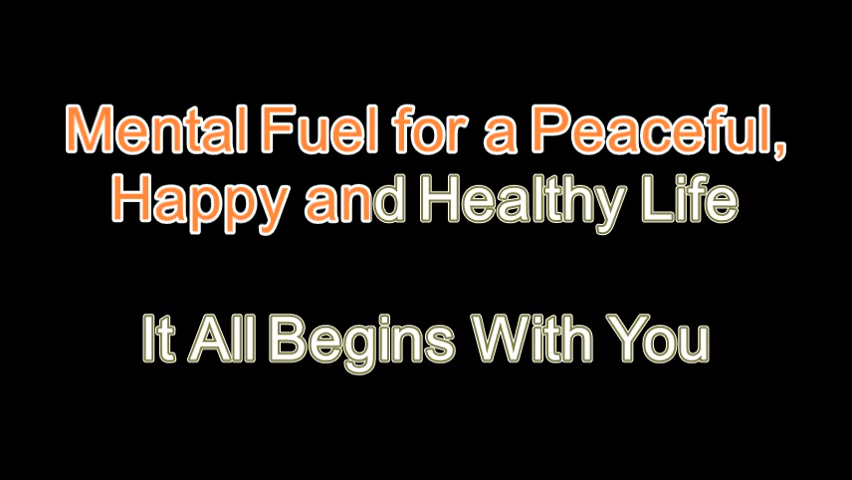 Mental Fuel for a Peaceful,
Happy and Healthy Life
It All Begins With You